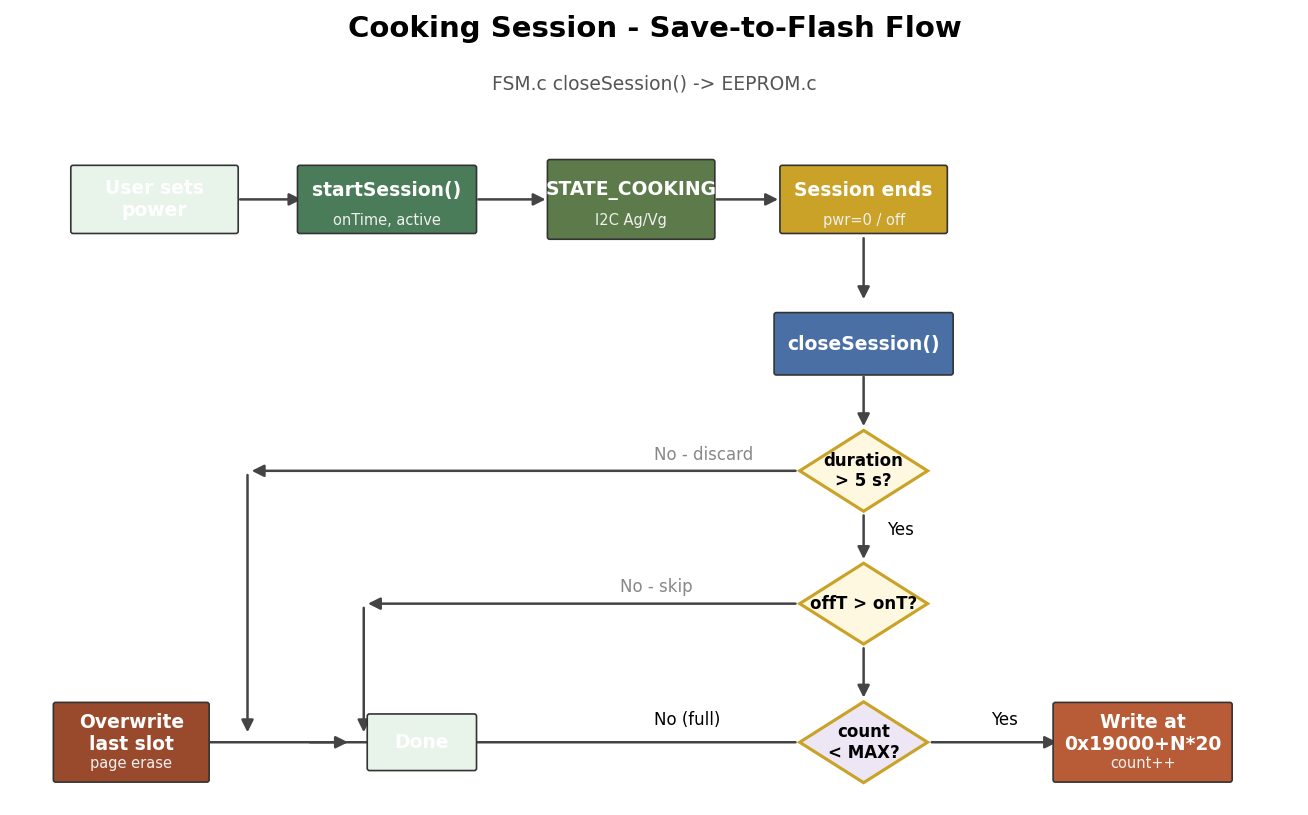 Cooking Session - Save-to-Flash Flow
FSM.c closeSession() -> EEPROM.c
User sets
power
startSession()
onTime, active
STATE_COOKING
I2C Ag/Vg
Session ends
pwr=0 / off
closeSession()
duration
> 5 s?
No - discard
Yes
offT > onT?
No - skip
Overwrite
last slot
page erase
Done
No (full)
count
< MAX?
Yes
Write at
0x19000+N*20
count++